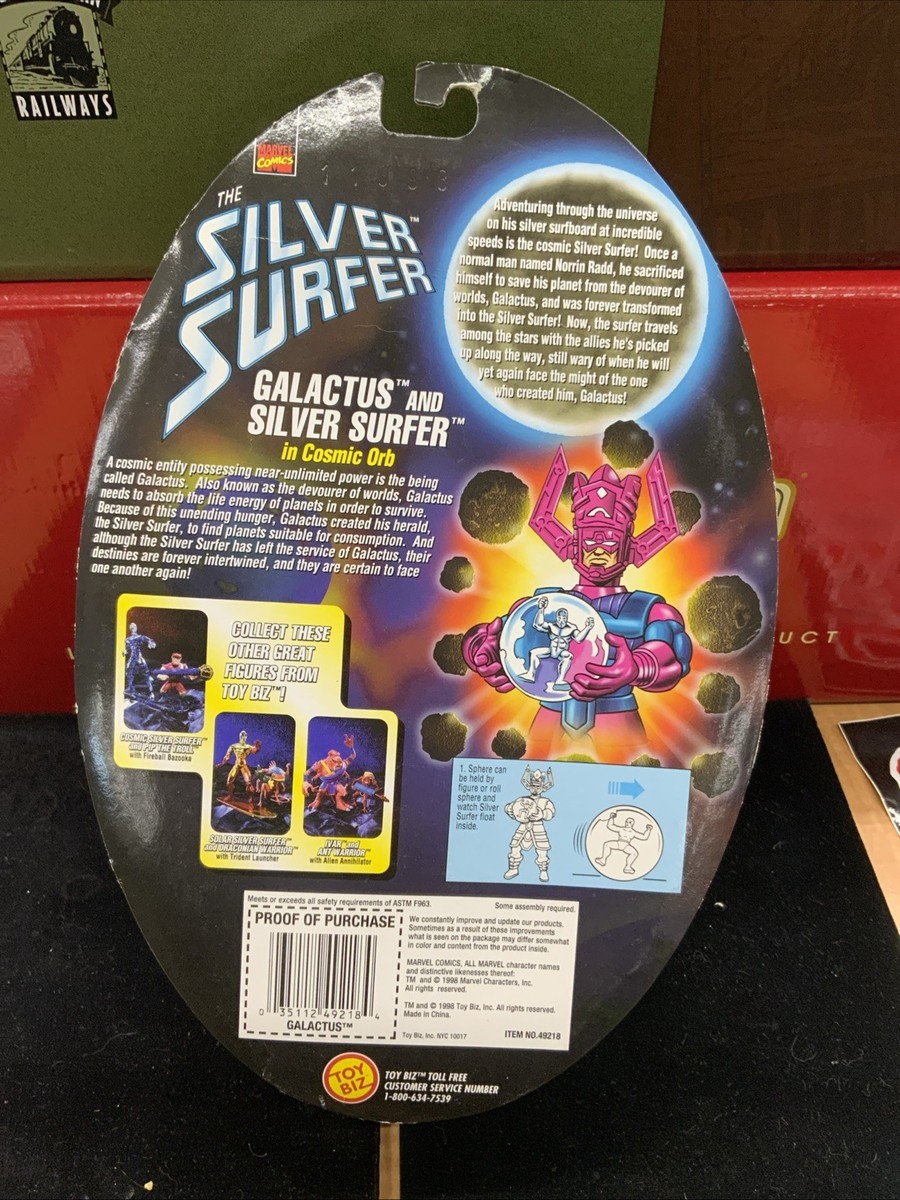 RAILWAYS
MARVEL
COMICS
THE
SILVER™
SURFER
Adventuring through the universe
on his silver surfboard at incredible
speeds is the cosmic Silver Surfer! Once a
normal man named Norrin Radd, he sacrificed
himself to save his planet from the devourer of
worlds, Galactus, and was forever transformed
into the Silver Surfer! Now, the surfer travels
among the stars with the allies he's picked
up along the way, still wary of when he will
yet again face the might of the one
who created him, Galactus!
GALACTUS™ AND
SILVER SURFER™
in Cosmic Orb
A cosmic entity possessing near-unlimited power is the being
called Galactus. Also known as the devourer of worlds, Galactus
needs to absorb the life energy of planets in order to survive.
Because of this unending hunger, Galactus created his herald,
the Silver Surfer, to find planets suitable for consumption. And
although the Silver Surfer has left the service of Galactus, their
destinies are forever intertwined, and they are certain to face
one another again!
COLLECT THESE
OTHER GREAT
FIGURES FROM
TOY BIZ™!
COSMIC SILVER SURFER™
and PIP THE TROLL™
with Fireball Bazooka
SOLAR SILVER SURFER™
and DRACONIAN WARRIOR™
with Trident Launcher
IVAR™ and
ANT WARRIOR™
with Alien Annihilator
1. Sphere can
be held by
figure or roll
sphere and
watch Silver
Surfer float
inside.
UCT
Meets or exceeds all safety requirements of ASTM F963.
Some assembly required.
PROOF OF PURCHASE
0 35112 49218 4
GALACTUS™
We constantly improve and update our products.
Sometimes as a result of these improvements
what is seen on the package may differ somewhat
in color and content from the product inside.
MARVEL COMICS, ALL MARVEL character names
and distinctive likenesses thereof:
TM and © 1998 Marvel Characters, Inc.
All rights reserved.
TM and © 1998 Toy Biz, Inc. All rights reserved.
Made in China.
Toy Biz, Inc. NYC 10017
ITEM NO.49218
TOY
BIZ
TOY BIZ™ TOLL FREE
CUSTOMER SERVICE NUMBER
1-800-634-7539